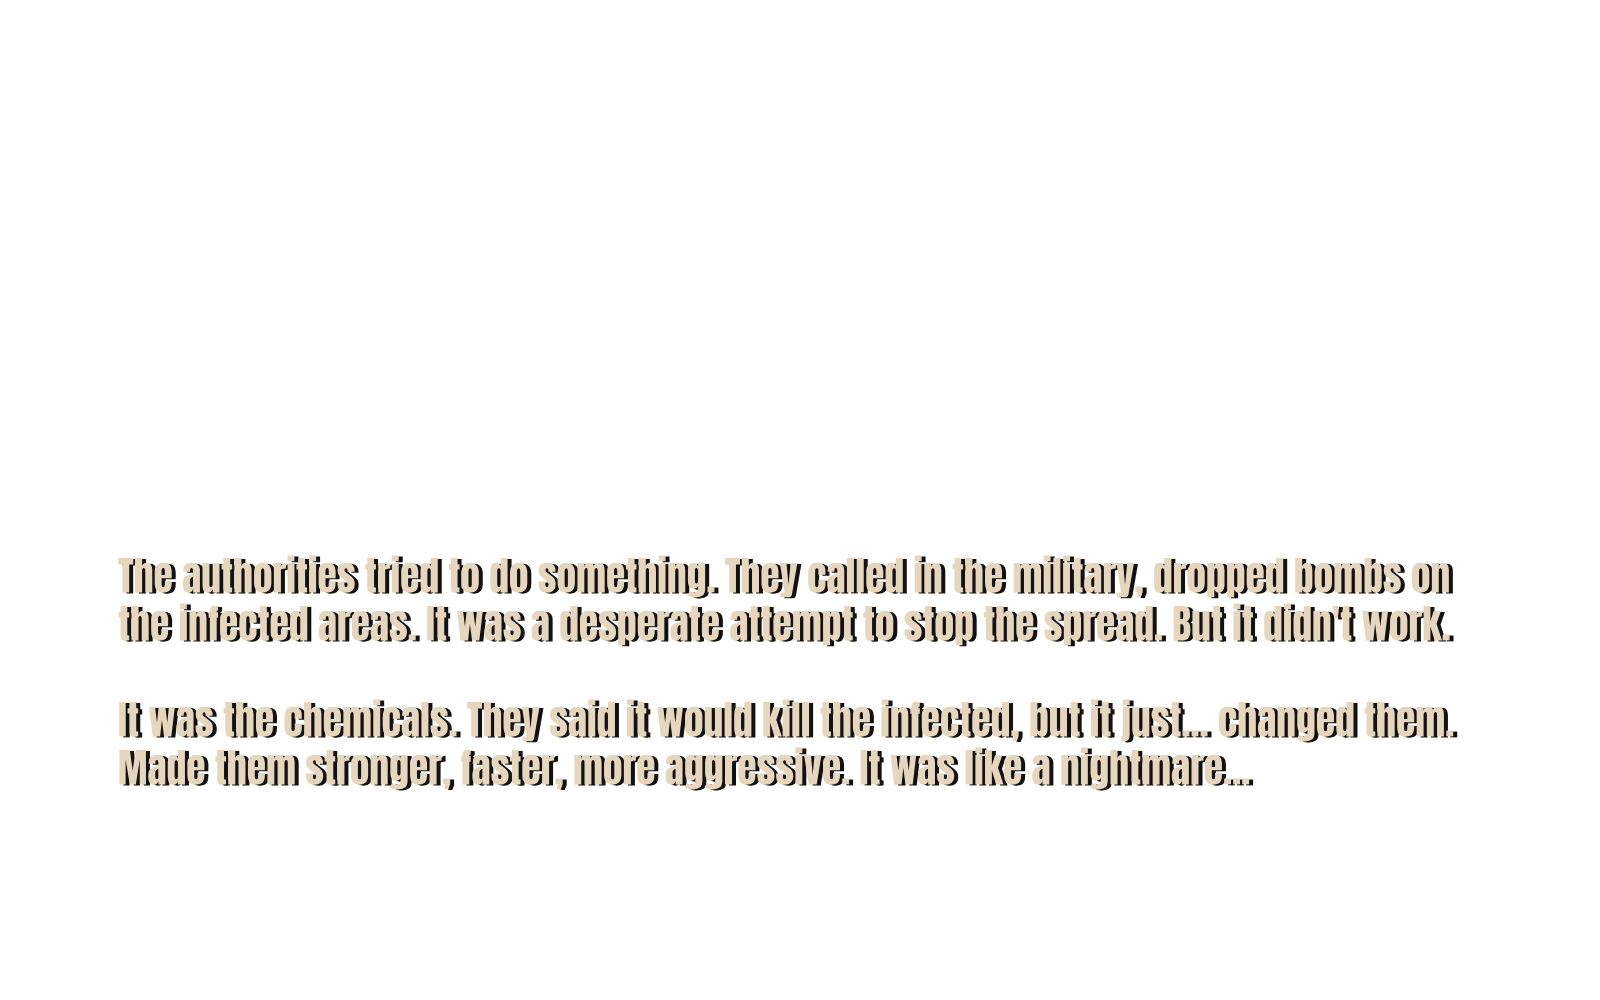 The authorities tried to do something. They called in the military, dropped bombs on
the infected areas. It was a desperate attempt to stop the spread. But it didn't work.
It was the chemicals. They said it would kill the infected, but it just... changed them.
Made them stronger, faster, more aggressive. It was like a nightmare...